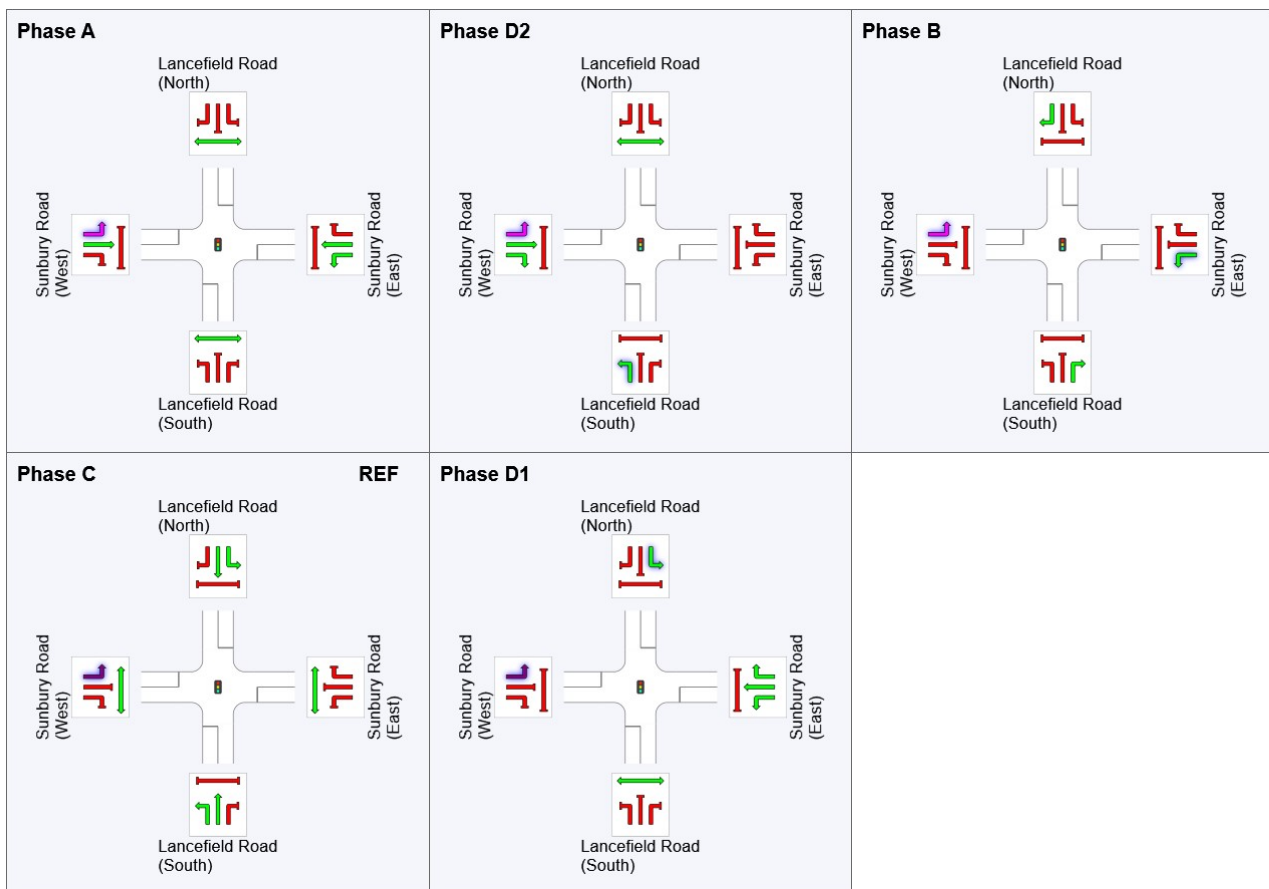 Phase A
Lancefield Road
(North)
Sunbury Road
(West)
Sunbury Road
(East)
Lancefield Road
(South)
Phase D2
Lancefield Road
(North)
Sunbury Road
(West)
Sunbury Road
(East)
Lancefield Road
(South)
Phase B
Lancefield Road
(North)
Sunbury Road
(West)
Sunbury Road
(East)
Lancefield Road
(South)
Phase C REF
Lancefield Road
(North)
Sunbury Road
(West)
Sunbury Road
(East)
Lancefield Road
(South)
Phase D1
Lancefield Road
(North)
Sunbury Road
(West)
Sunbury Road
(East)
Lancefield Road
(South)